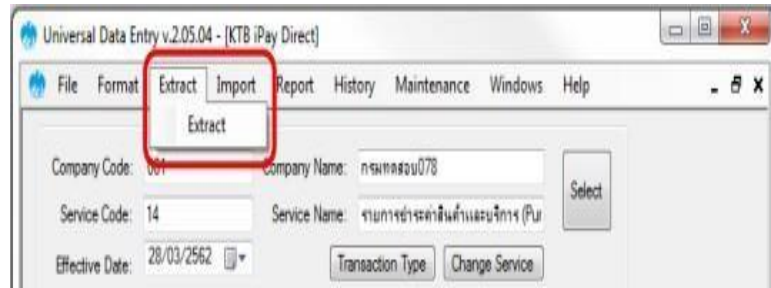 Universal Data Entry v.2.05.04 - [KTB iPay Direct]
File Format Extract Import Report History Maintenance Windows Help
Extract
Company Code: Company Name: กรมทดสอบ078 Select
Service Code: 14 Service Name: รายการชำระค่าสินค้าและบริการ (Pur
Effective Date: 28/03/2562 Transaction Type Change Service